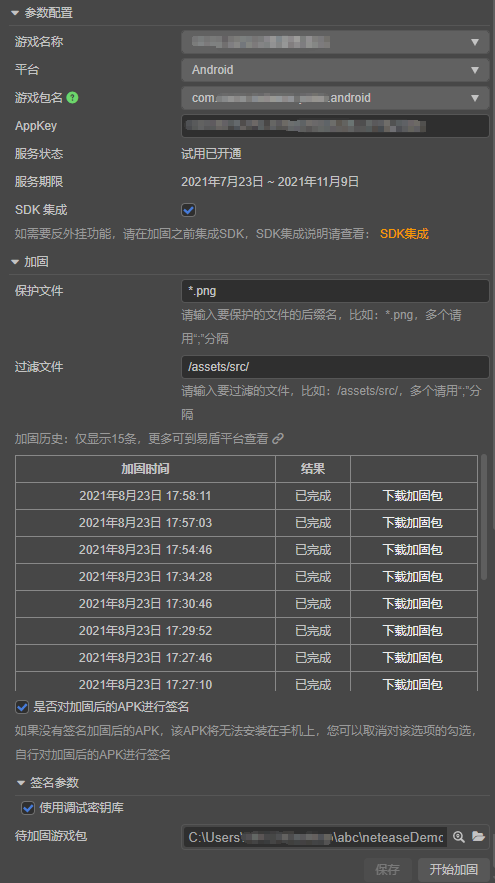 参数配置
游戏名称
平台 Android
游戏包名 ? com. .android
AppKey
服务状态 试用已开通
服务期限 2021年7月23日 ~ 2021年11月9日
SDK 集成
如需要反外挂功能，请在加固之前集成SDK，SDK集成说明请查看： SDK集成
加固
保护文件 *.png
请输入要保护的文件的后缀名，比如：*.png，多个请
用“;”分隔
过滤文件 /assets/src/
请输入要过滤的文件，比如：/assets/src/，多个请用“;”分
隔
加固历史：仅显示15条，更多可到易盾平台查看
加固时间 结果
2021年8月23日 17:58:11 已完成 下载加固包
2021年8月23日 17:57:03 已完成 下载加固包
2021年8月23日 17:54:46 已完成 下载加固包
2021年8月23日 17:34:28 已完成 下载加固包
2021年8月23日 17:30:46 已完成 下载加固包
2021年8月23日 17:29:52 已完成 下载加固包
2021年8月23日 17:27:46 已完成 下载加固包
2021年8月23日 17:27:10 已完成 下载加固包
是否对加固后的APK进行签名
如果没有签名加固后的APK，该APK将无法安装在手机上，您可以取消对该选项的勾选，
自行对加固后的APK进行签名
签名参数
使用调试密钥库
待加固游戏包 C:\Users\ \abc\neteaseDemo
保存 开始加固